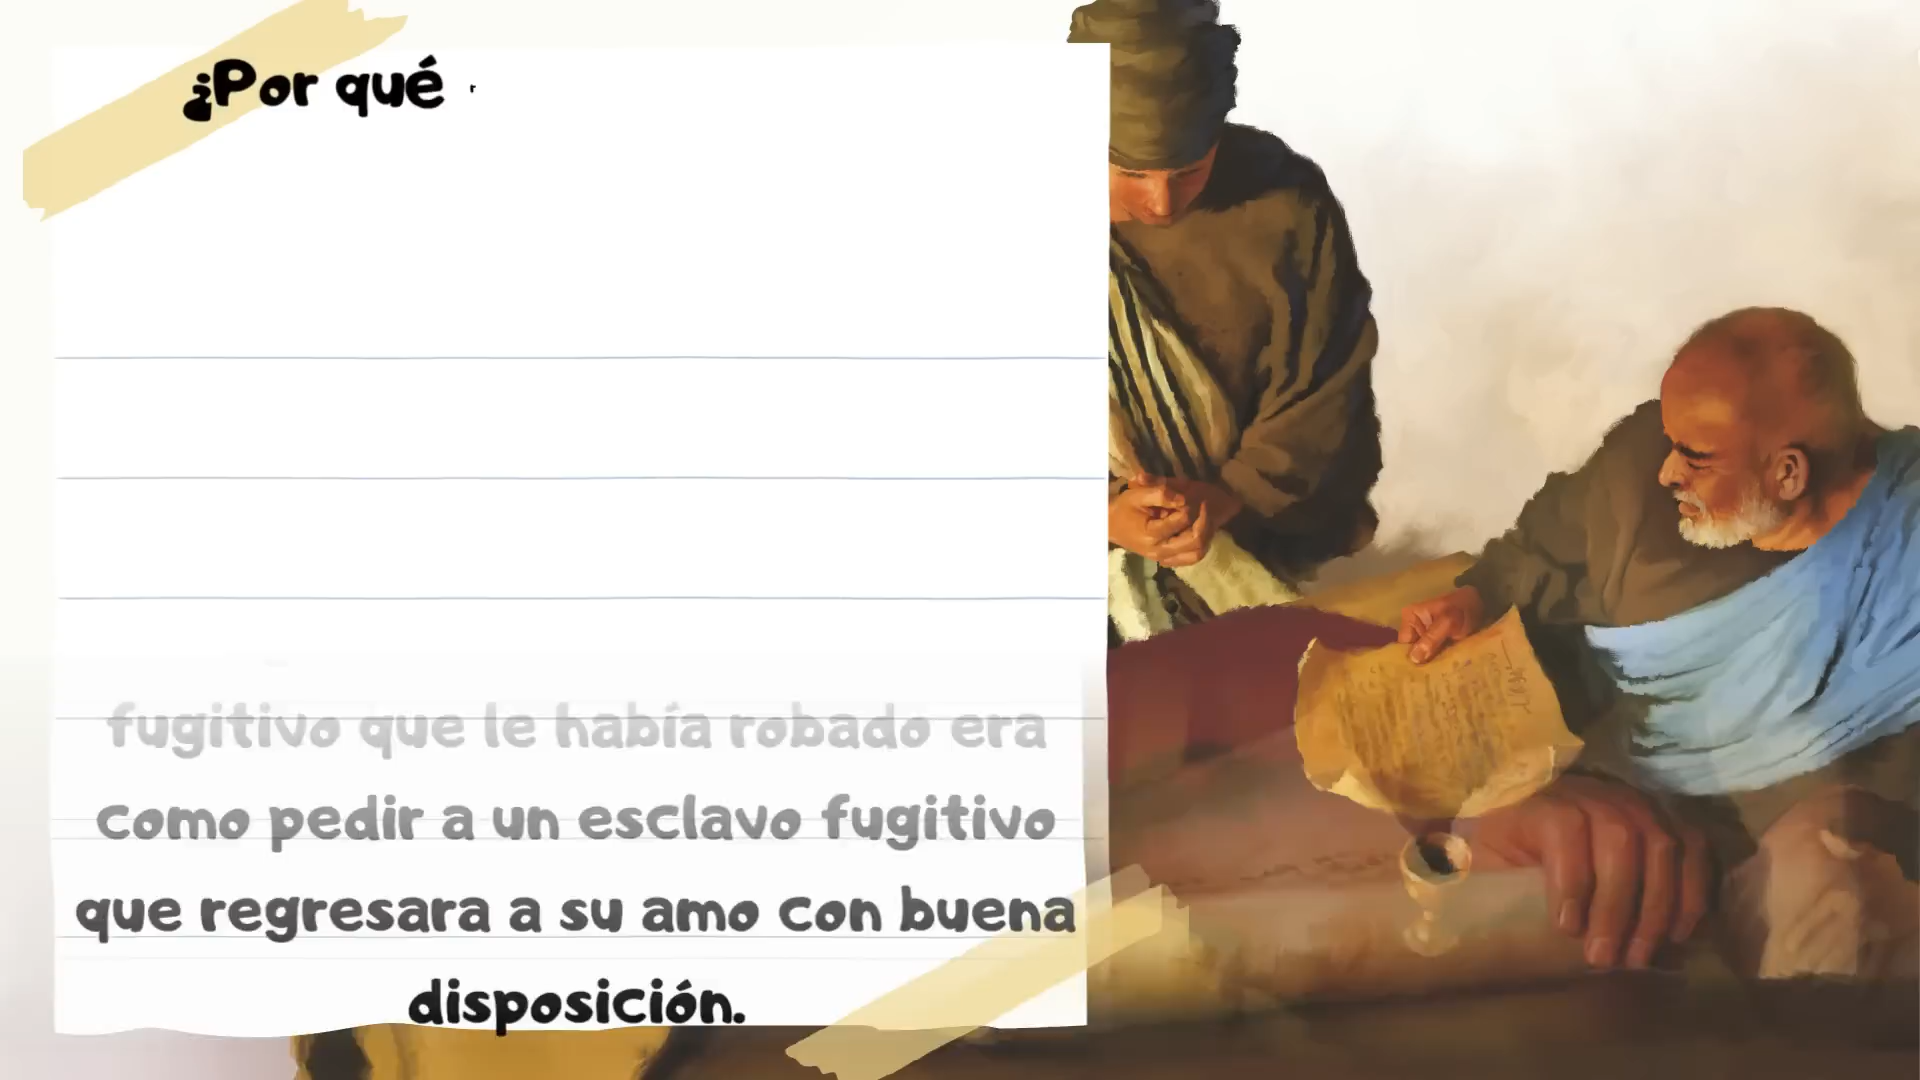 ¿Por qué
fugitivo que le había robado era
como pedir a un esclavo fugitivo
que regresara a su amo con buena
disposición.